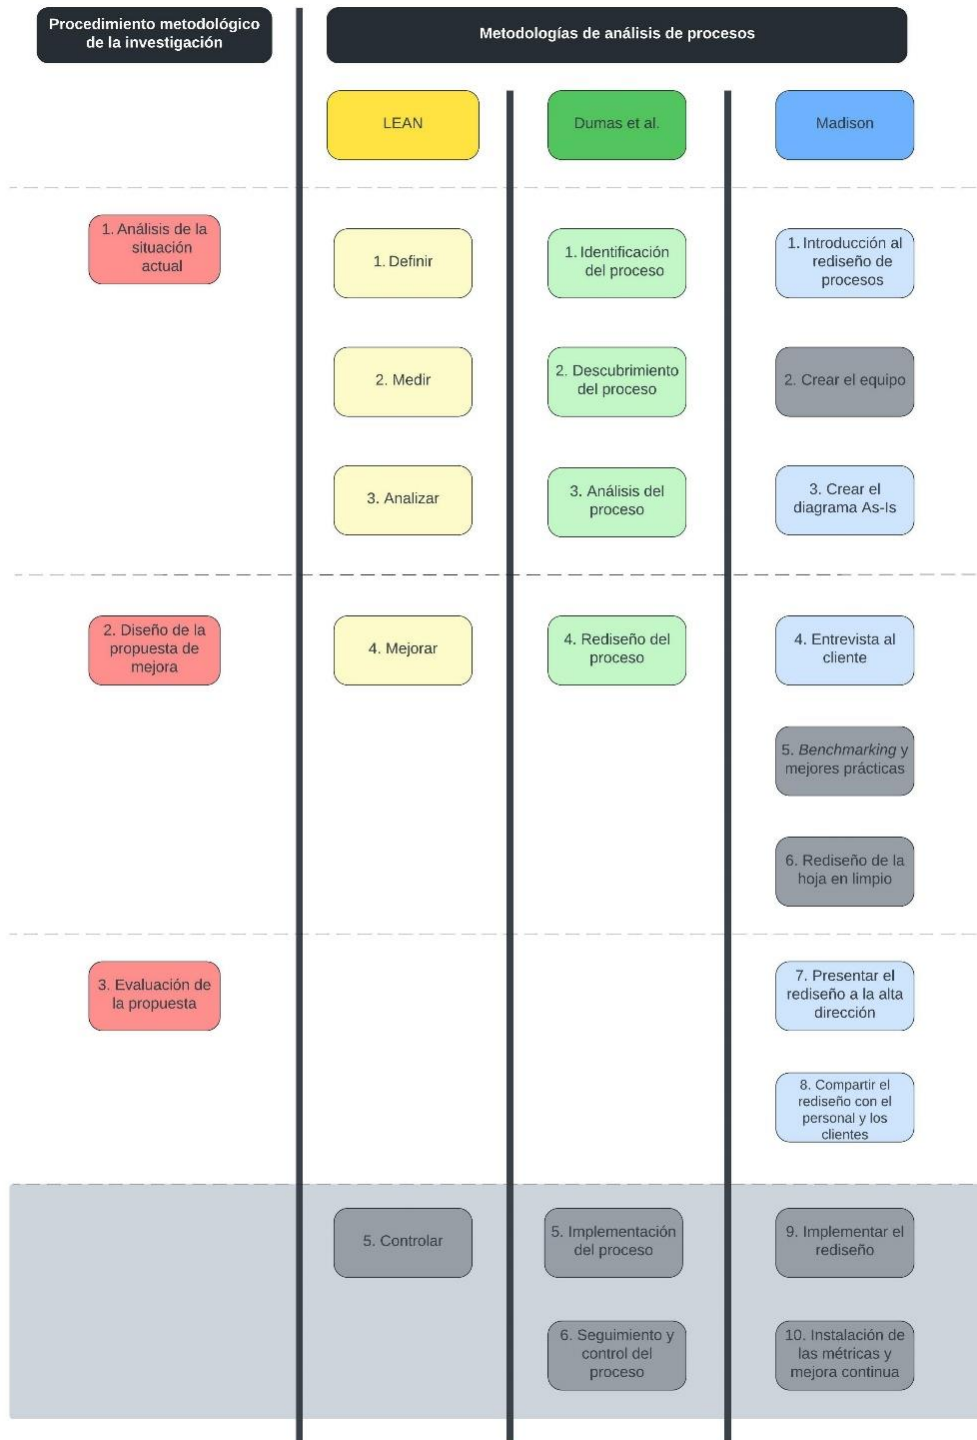 Procedimiento metodológico
de la investigación
Metodologías de análisis de procesos
LEAN
Dumas et al.
Madison
1. Análisis de la
situación
actual
1. Definir
1. Identificación
del proceso
1. Introducción al
rediseño de
procesos
2. Medir
2. Descubrimiento
del proceso
2. Crear el equipo
3. Analizar
3. Análisis del
proceso
3. Crear el
diagrama As-Is
2. Diseño de la
propuesta de
mejora
4. Mejorar
4. Rediseño del
proceso
4. Entrevista al
cliente
5. Benchmarking y
mejores prácticas
6. Rediseño de la
hoja en limpio
3. Evaluación de
la propuesta
7. Presentar el
rediseño a la alta
dirección
8. Compartir el
rediseño con el
personal y los
clientes
5. Controlar
5. Implementación
del proceso
9. Implementar el
rediseño
6. Seguimiento y
control del
proceso
10. Instalación de
las métricas y
mejora continua